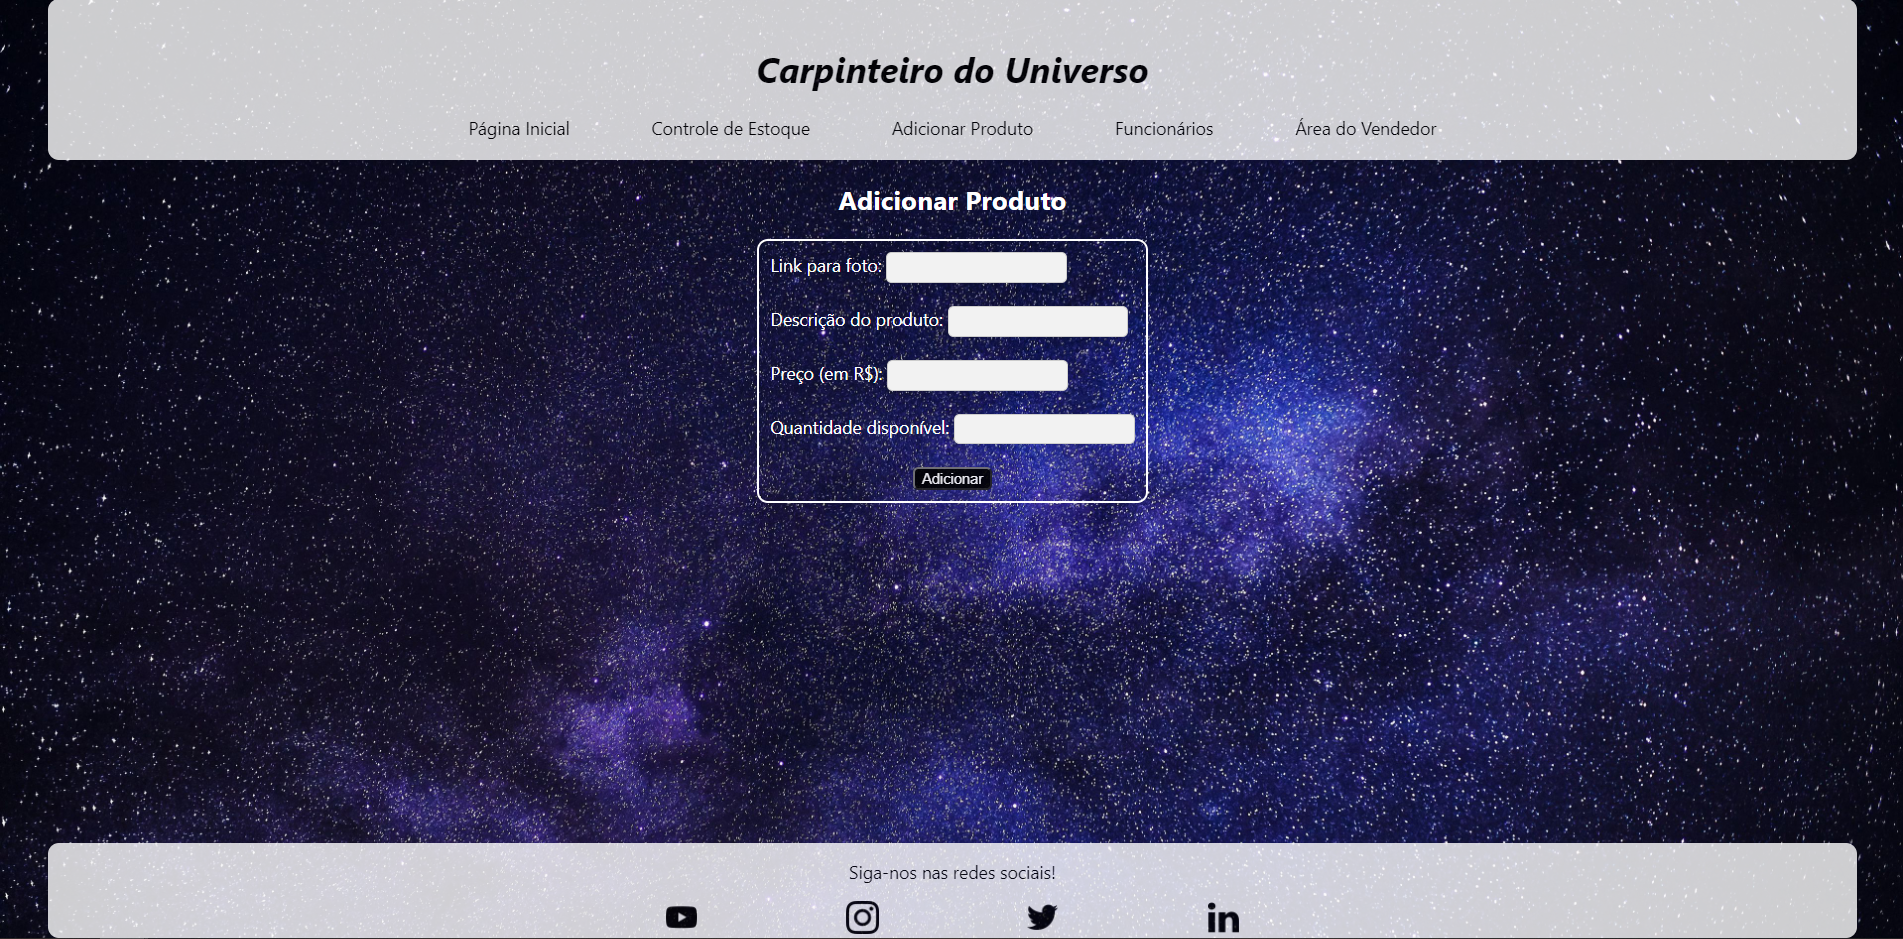 Carpinteiro do Universo
Página Inicial Controle de Estoque Adicionar Produto Funcionários Área do Vendedor
Adicionar Produto
Link para foto:
Descrição do produto:
Preço (em R$):
Quantidade disponível:
Adicionar
Siga-nos nas redes sociais!